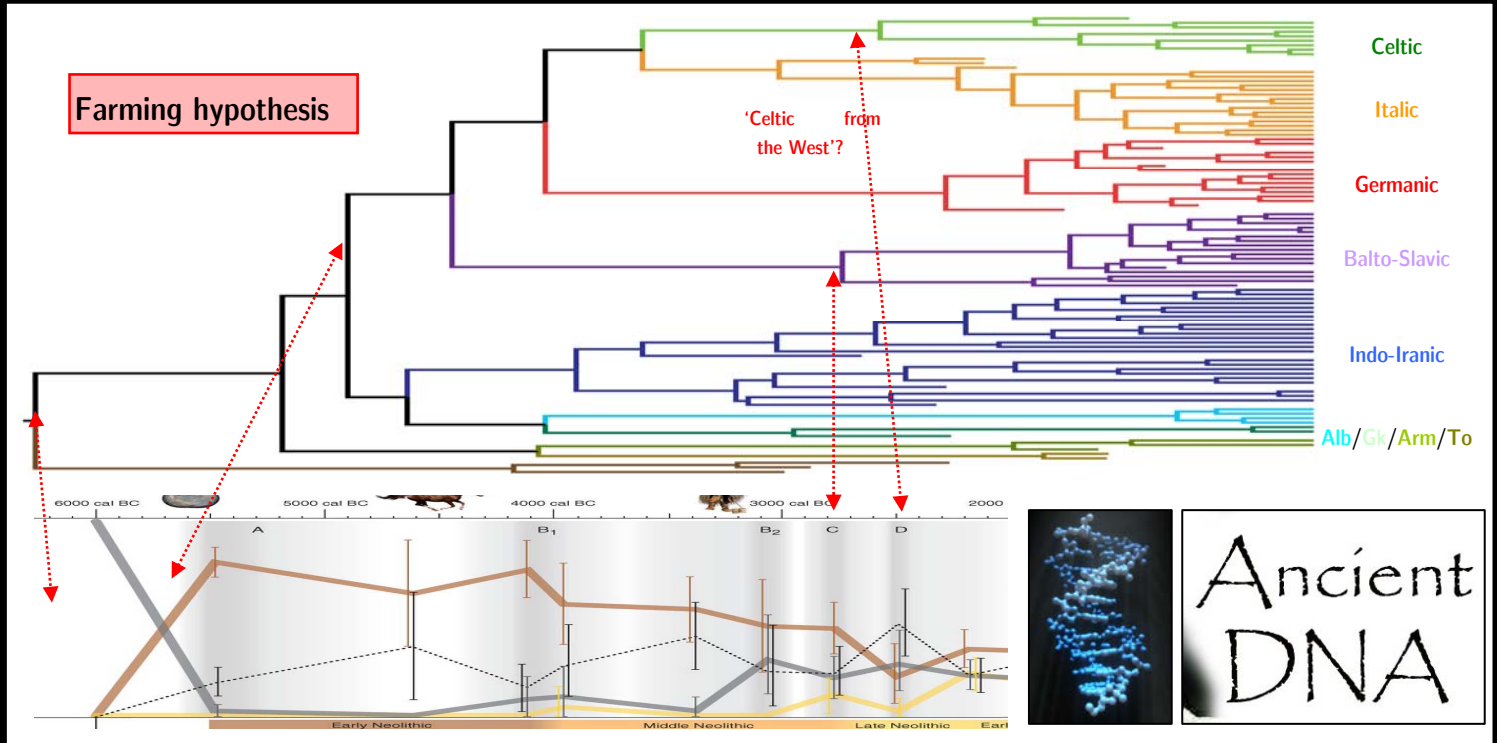 Farming hypothesis
Celtic
Italic
'Celtic from
the West'?
Germanic
Balto-Slavic
Indo-Iranic
Alb/Gk/Arm/To
6000 cal BC 5000 cal BC 4000 cal BC 3000 cal BC 2000
A B1 B2 C D
Early Neolithic Middle Neolithic Late Neolithic Earl
Ancient
DNA